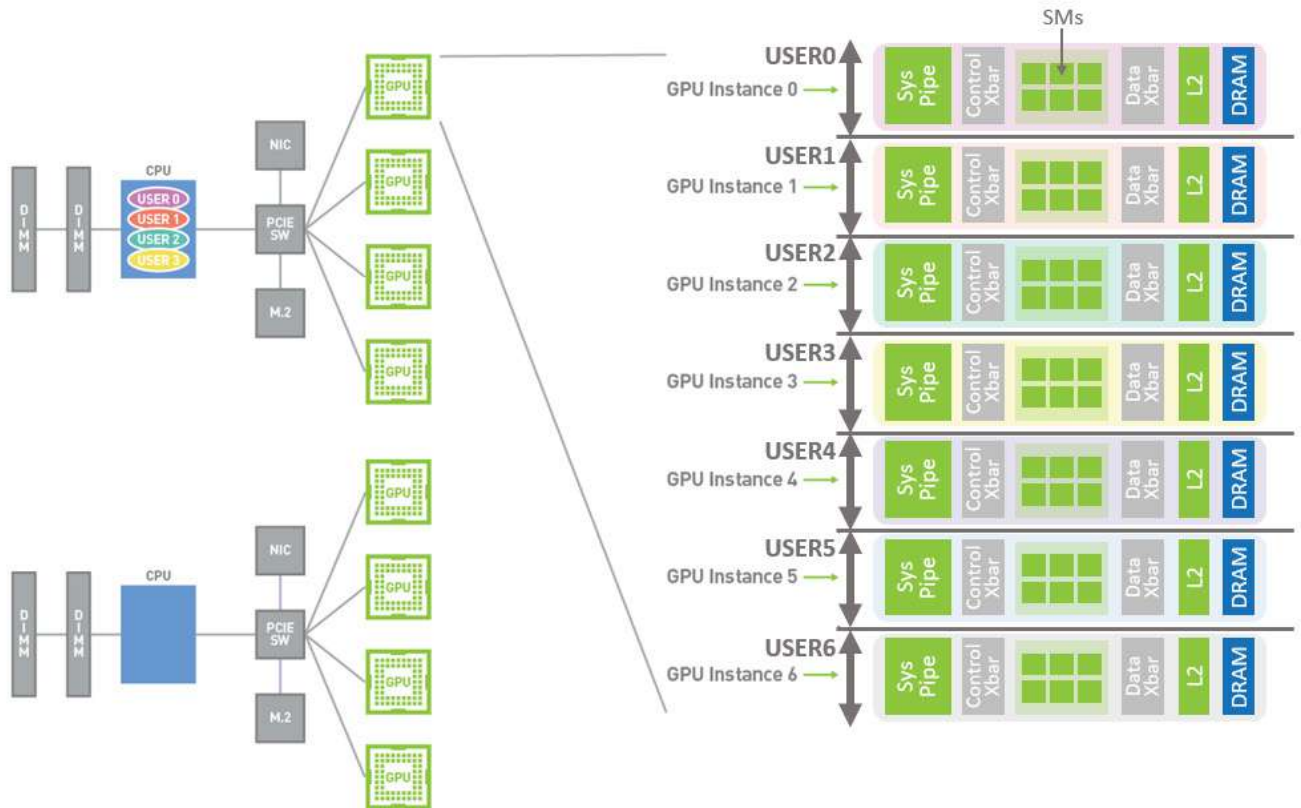 SMs
USER0
GPU Instance 0
Sys Pipe
Control Xbar
Data Xbar
L2
DRAM
USER1
GPU Instance 1
Sys Pipe
Control Xbar
Data Xbar
L2
DRAM
USER2
GPU Instance 2
Sys Pipe
Control Xbar
Data Xbar
L2
DRAM
USER3
GPU Instance 3
Sys Pipe
Control Xbar
Data Xbar
L2
DRAM
USER4
GPU Instance 4
Sys Pipe
Control Xbar
Data Xbar
L2
DRAM
USER5
GPU Instance 5
Sys Pipe
Control Xbar
Data Xbar
L2
DRAM
USER6
GPU Instance 6
Sys Pipe
Control Xbar
Data Xbar
L2
DRAM
DIMM
DIMM
CPU
USER 0
USER 1
USER 2
USER 3
NIC
PCIE
SW
M.2
GPU
GPU
GPU
GPU
DIMM
DIMM
CPU
NIC
PCIE
SW
M.2
GPU
GPU
GPU
GPU